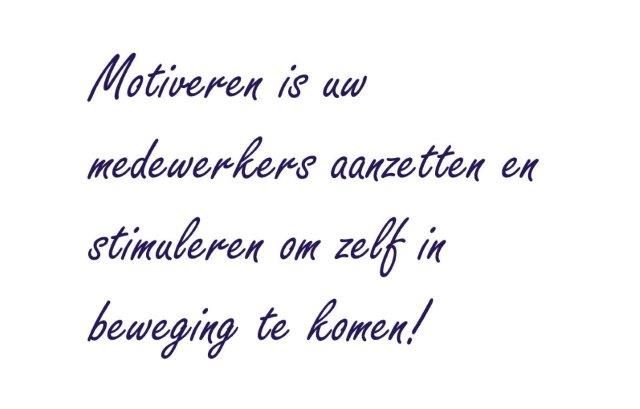 Motiveren is uw
medewerkers aanzetten en
stimuleren om zelf in
beweging te komen!